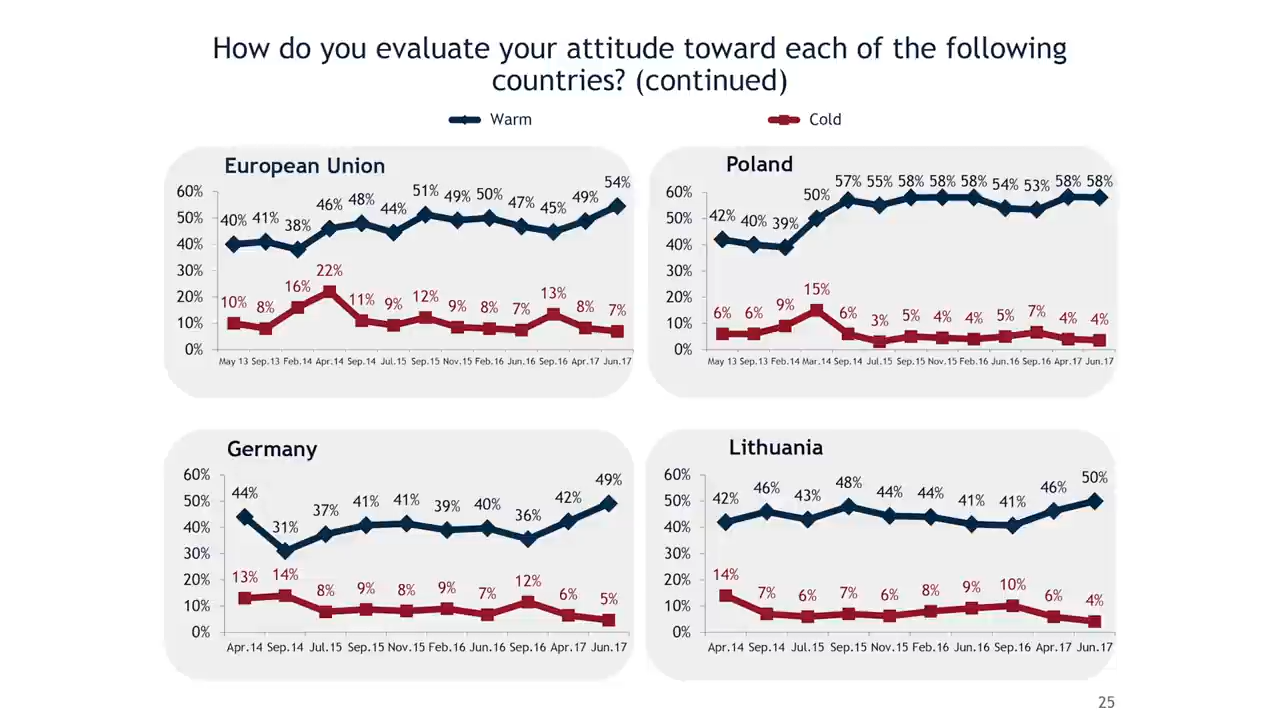 How do you evaluate your attitude toward each of the following
countries? (continued)
Warm
Cold
European Union
60%
50%
40%
30%
20%
10%
0%
40% 41% 38% 46% 48% 44% 51% 49% 50% 47% 45% 49% 54%
10% 8% 16% 22% 11% 9% 12% 9% 8% 7% 13% 8% 7%
May 13 Sep.13 Feb.14 Apr.14 Sep.14 Jul.15 Sep.15 Nov.15 Feb.16 Jun.16 Sep.16 Apr.17 Jun.17
Poland
60%
50%
40%
30%
20%
10%
0%
42% 40% 39% 50% 57% 55% 58% 58% 58% 54% 53% 58% 58%
6% 6% 9% 15% 6% 3% 5% 4% 4% 5% 7% 4% 4%
May 13 Sep.13 Feb.14 Mar.14 Sep.14 Jul.15 Sep.15 Nov.15 Feb.16 Jun.16 Sep.16 Apr.17 Jun.17
Germany
60%
50%
40%
30%
20%
10%
0%
44% 31% 37% 41% 41% 39% 40% 36% 42% 49%
13% 14% 8% 9% 8% 9% 7% 12% 6% 5%
Apr.14 Sep.14 Jul.15 Sep.15 Nov.15 Feb.16 Jun.16 Sep.16 Apr.17 Jun.17
Lithuania
60%
50%
40%
30%
20%
10%
0%
42% 46% 43% 48% 44% 44% 41% 41% 46% 50%
14% 7% 6% 7% 6% 8% 9% 10% 6% 4%
Apr.14 Sep.14 Jul.15 Sep.15 Nov.15 Feb.16 Jun.16 Sep.16 Apr.17 Jun.17
25